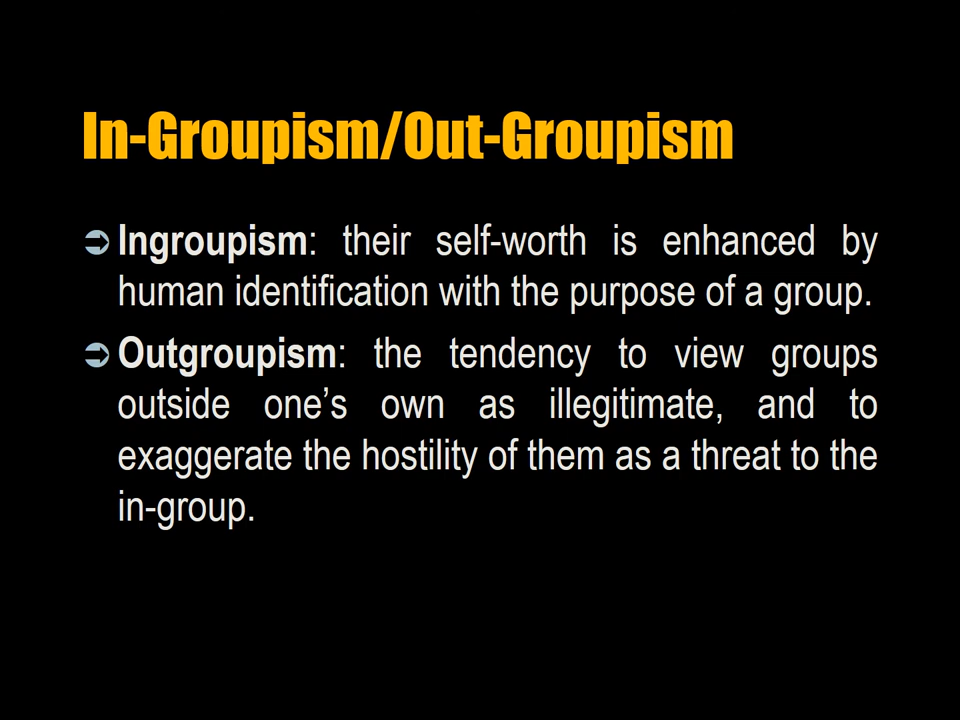 In-Groupism/Out-Groupism
Ingroupism: their self-worth is enhanced by
human identification with the purpose of a group.
Outgroupism: the tendency to view groups
outside one’s own as illegitimate, and to
exaggerate the hostility of them as a threat to the
in-group.